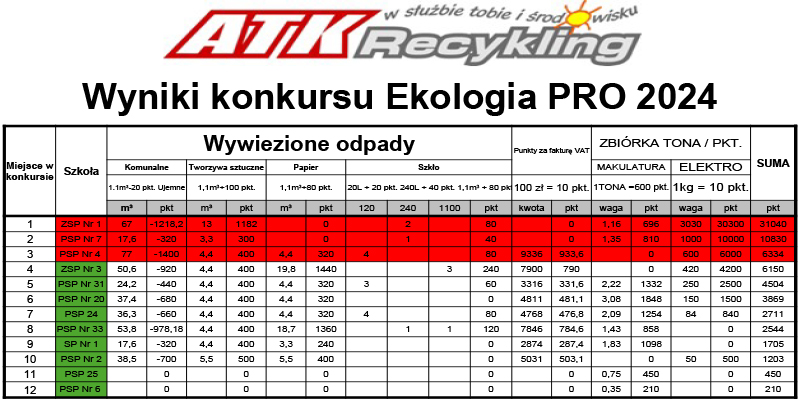 w służbie tobie i środowisku
ATK Recykling
Wyniki konkursu Ekologia PRO 2024
Miejsce w konkursie Szkoła Wywiezione odpady Punkty za fakturę VAT ZBIÓRKA TONA / PKT. SUMA
Komunalne Tworzywa sztuczne Papier Szkło MAKULATURA ELEKTRO
1.1m³-20 pkt. Ujemne 1,1m³+100 pkt. 1,1m³+80 pkt. 20L + 20 pkt. 240L + 40 pkt. 1,1m³ + 80 pkt 100 zł = 10 pkt. 1TONA =600 pkt. 1kg = 10 pkt.
m³ pkt m³ pkt m³ pkt 120 240 1100 pkt kwota pkt waga pkt waga pkt pkt
1 ZSP Nr 1 67 -1218,2 13 1182 0 2 80 0 1,16 696 3030 30300 31040
2 PSP Nr 7 17,6 -320 3,3 300 0 1 40 0 1,35 810 1000 10000 10830
3 PSP Nr 4 77 -1400 4,4 400 4,4 320 4 80 9336 933,6 0 600 6000 6334
4 ZSP Nr 3 50,6 -920 4,4 400 19,8 1440 3 240 7900 790 0 420 4200 6150
5 PSP Nr 31 24,2 -440 4,4 400 4,4 320 3 60 3316 331,6 2,22 1332 250 2500 4504
6 PSP Nr 20 37,4 -680 4,4 400 4,4 320 0 4811 481,1 3,08 1848 150 1500 3869
7 PSP 24 36,3 -660 4,4 400 4,4 320 4 80 4768 476,8 2,09 1254 84 840 2711
8 PSP Nr 33 53,8 -978,18 4,4 400 18,7 1360 1 1 120 7846 784,6 1,43 858 0 2544
9 SP Nr 1 17,6 -320 4,4 400 3,3 240 0 2874 287,4 1,83 1098 0 1705
10 PSP Nr 2 38,5 -700 5,5 500 5,5 400 0 5031 503,1 0 50 500 1203
11 PSP 25 0 0 0 0 0 0,75 450 0 450
12 PSP Nr 6 0 0 0 0 0 0,35 210 0 210